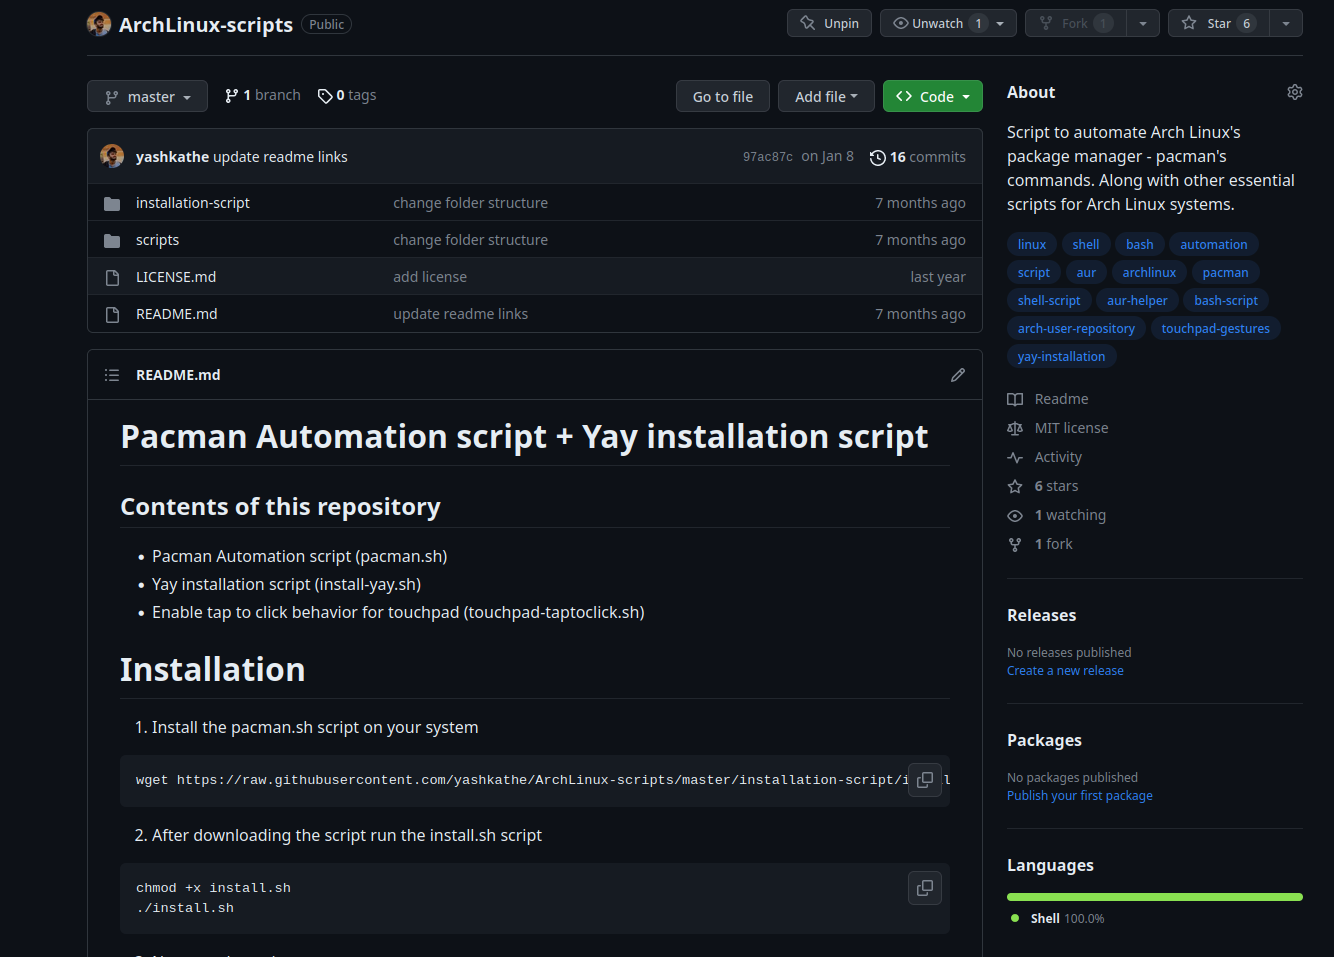 ArchLinux-scripts Public Unpin Unwatch 1 Fork 1 Star 6
master 1 branch 0 tags Go to file Add file Code
yashkathe update readme links 97ac87c on Jan 8 16 commits
installation-script change folder structure 7 months ago
scripts change folder structure 7 months ago
LICENSE.md add license last year
README.md update readme links 7 months ago
README.md
Pacman Automation script + Yay installation script
Contents of this repository
• Pacman Automation script (pacman.sh)
• Yay installation script (install-yay.sh)
• Enable tap to click behavior for touchpad (touchpad-taptoclick.sh)
Installation
1. Install the pacman.sh script on your system
wget https://raw.githubusercontent.com/yashkathe/ArchLinux-scripts/master/installation-script/
2. After downloading the script run the install.sh script
chmod +x install.sh
./install.sh
About
Script to automate Arch Linux's
package manager - pacman's
commands. Along with other essential
scripts for Arch Linux systems.
linux shell bash automation
script aur archlinux pacman
shell-script aur-helper bash-script
arch-user-repository touchpad-gestures
yay-installation
Readme
MIT license
Activity
6 stars
1 watching
1 fork
Releases
No releases published
Create a new release
Packages
No packages published
Publish your first package
Languages
Shell 100.0%